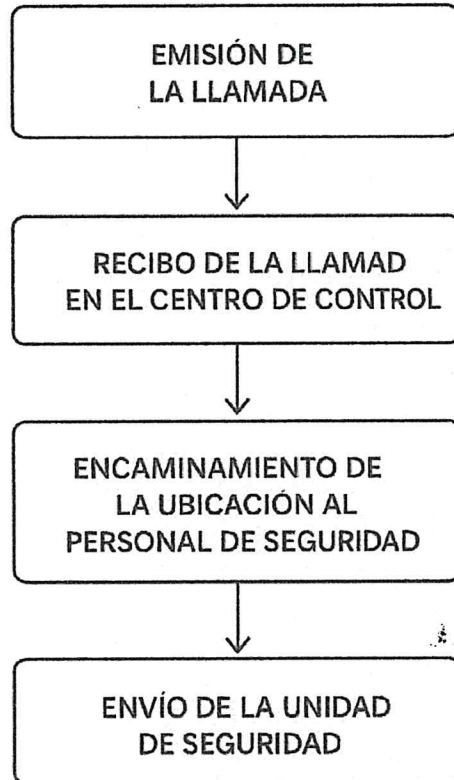 EMISIÓN DE
LA LLAMADA
RECIBO DE LA LLAMAD
EN EL CENTRO DE CONTROL
ENCAMINAMIENTO DE
LA UBICACIÓN AL
PERSONAL DE SEGURIDAD
ENVÍO DE LA UNIDAD
DE SEGURIDAD